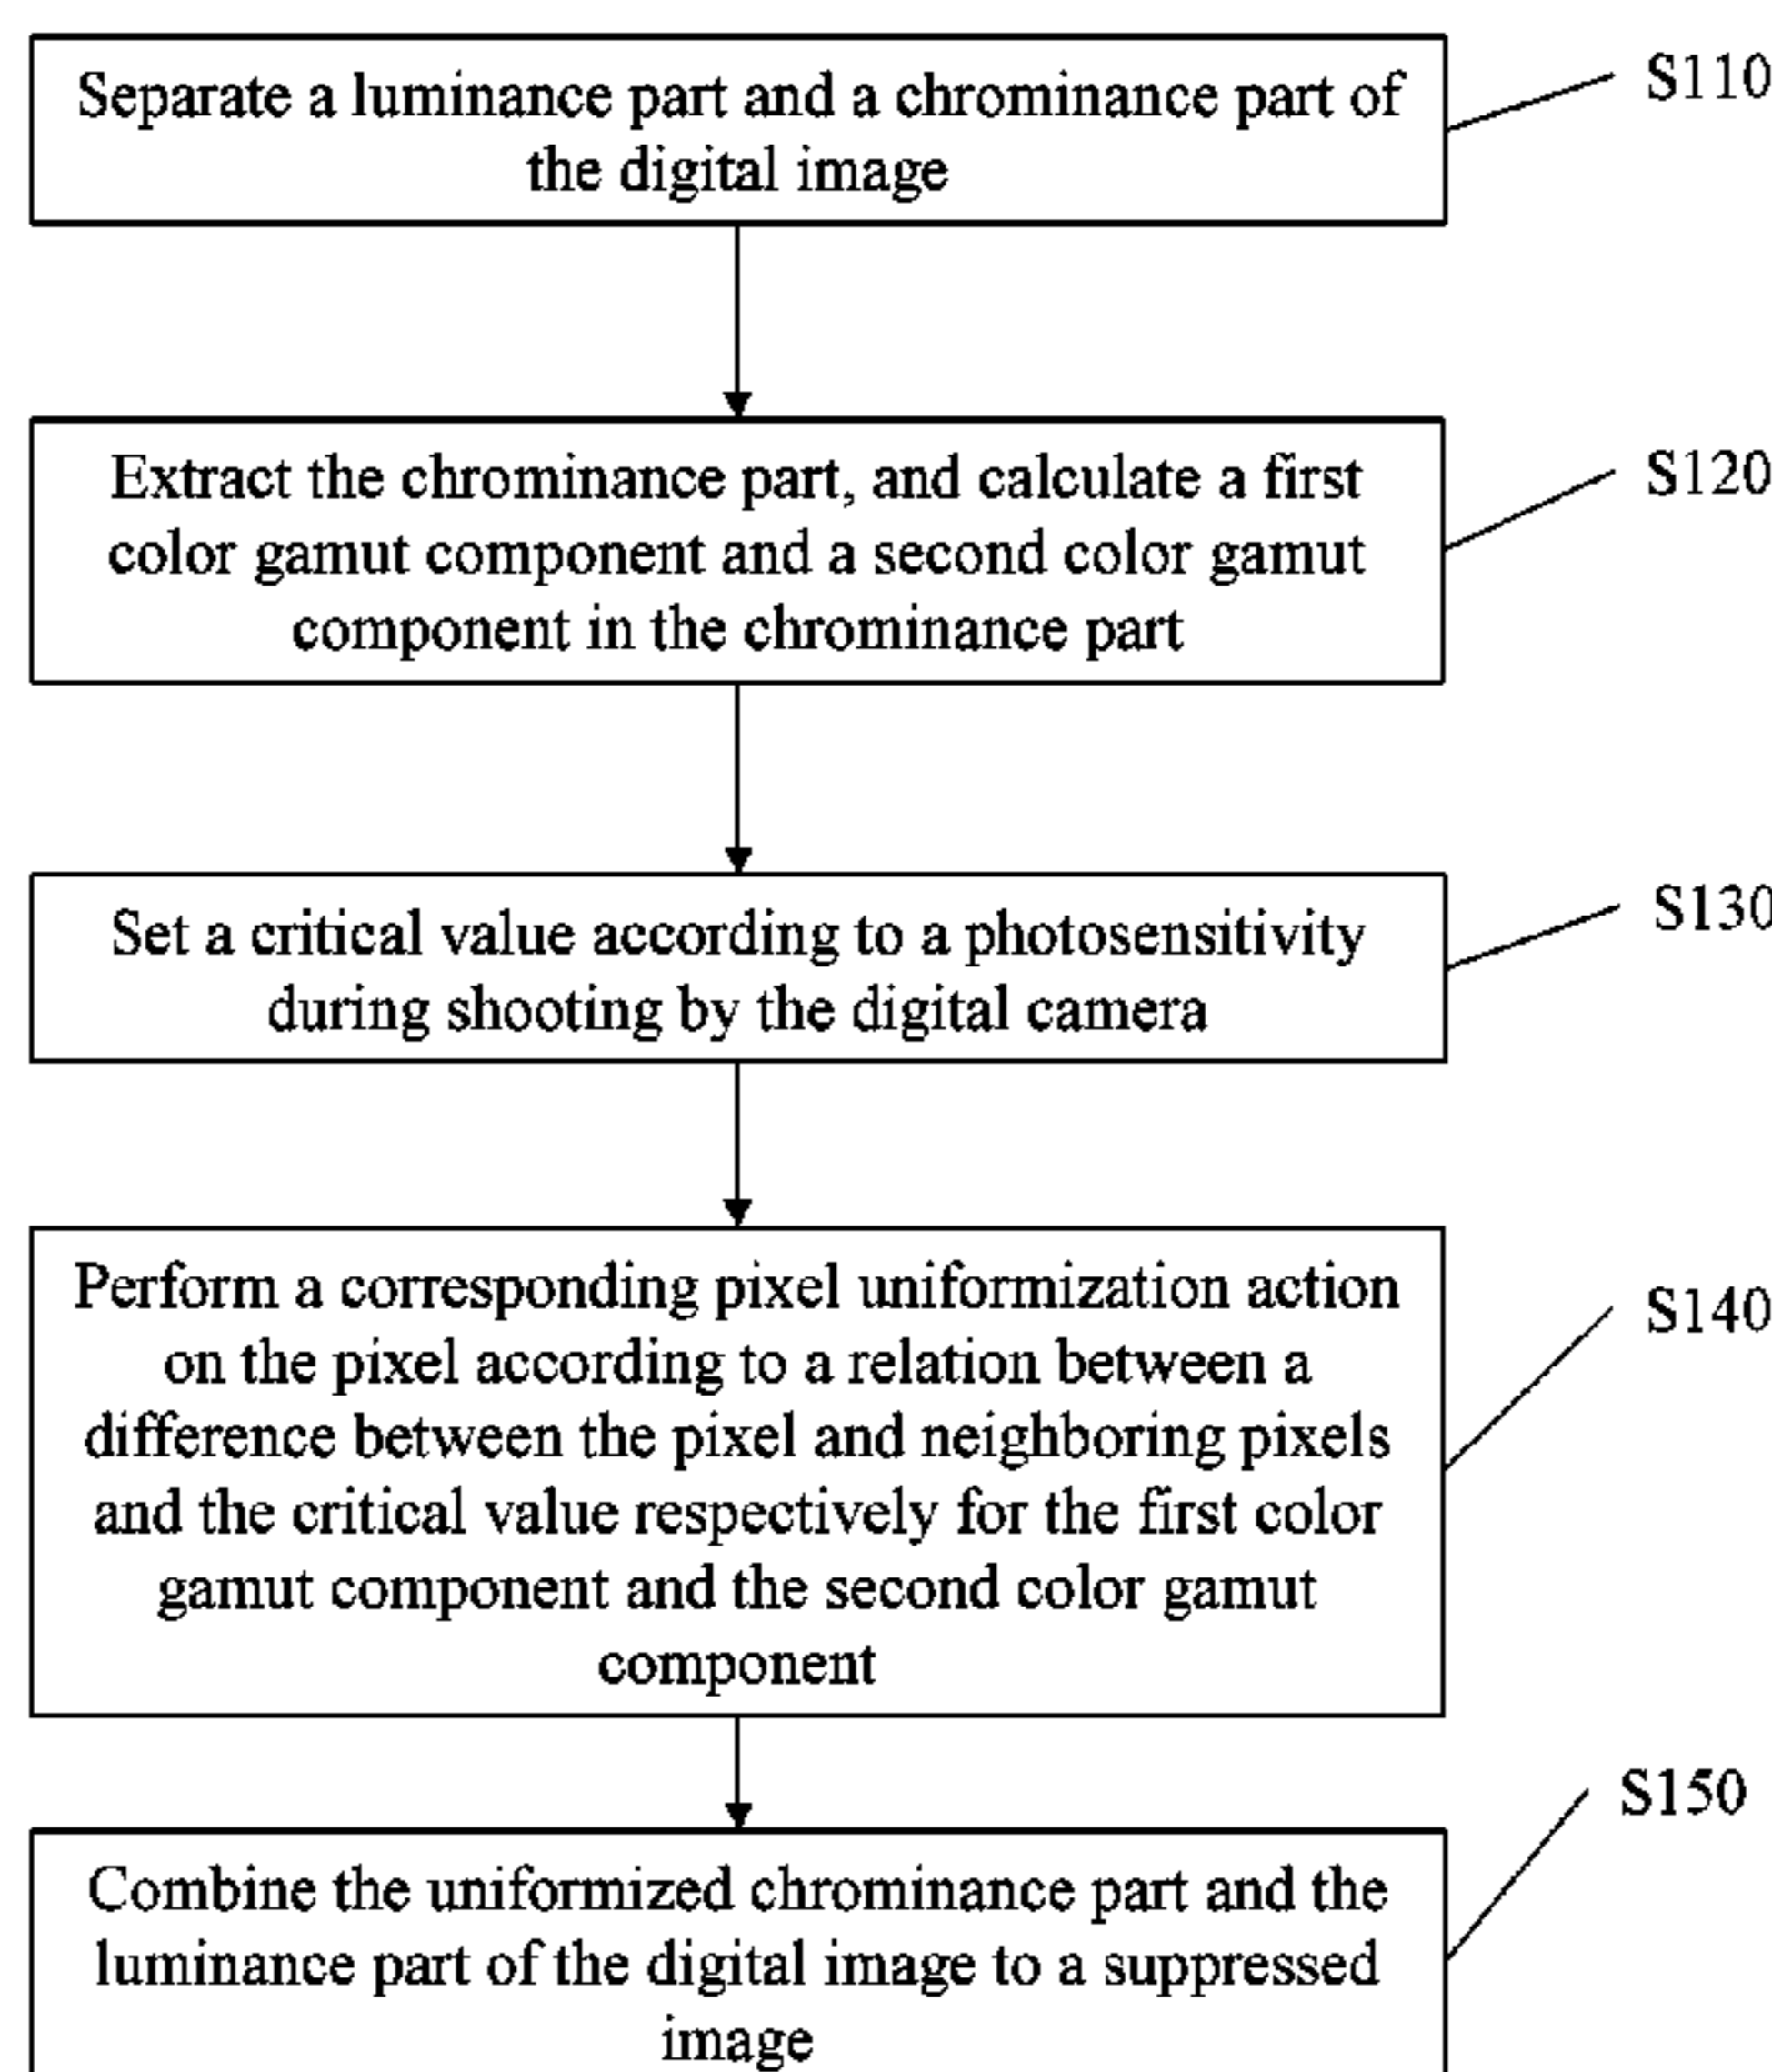 Separate a luminance part and a chrominance part of
the digital image
S110
Extract the chrominance part, and calculate a first
color gamut component and a second color gamut
component in the chrominance part
S120
Set a critical value according to a photosensitivity
during shooting by the digital camera
S130
Perform a corresponding pixel uniformization action
on the pixel according to a relation between a
difference between the pixel and neighboring pixels
and the critical value respectively for the first color
gamut component and the second color gamut
component
S140
Combine the uniformized chrominance part and the
luminance part of the digital image to a suppressed
image
S150